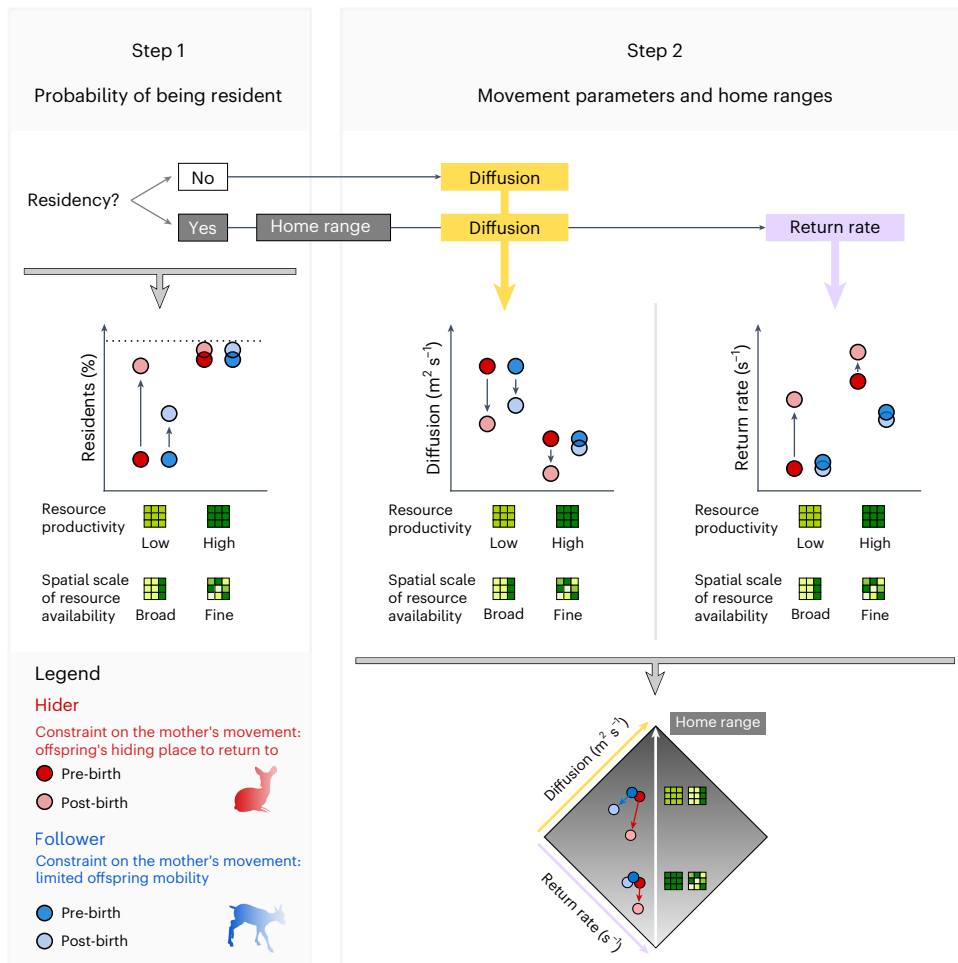 Step 1
Probability of being resident
Step 2
Movement parameters and home ranges
Residency?
No
Yes
Home range
Diffusion
Diffusion
Return rate
Residents (%)
Resource
productivity
Low
High
Spatial scale
of resource
availability
Broad
Fine
Diffusion (m² s⁻¹)
Resource
productivity
Low
High
Spatial scale
of resource
availability
Broad
Fine
Return rate (s⁻¹)
Resource
productivity
Low
High
Spatial scale
of resource
availability
Broad
Fine
Legend
Hider
Constraint on the mother's movement:
offspring's hiding place to return to
Pre-birth
Post-birth
Follower
Constraint on the mother's movement:
limited offspring mobility
Pre-birth
Post-birth
Home range
Diffusion (m² s⁻¹)
Return rate (s⁻¹)